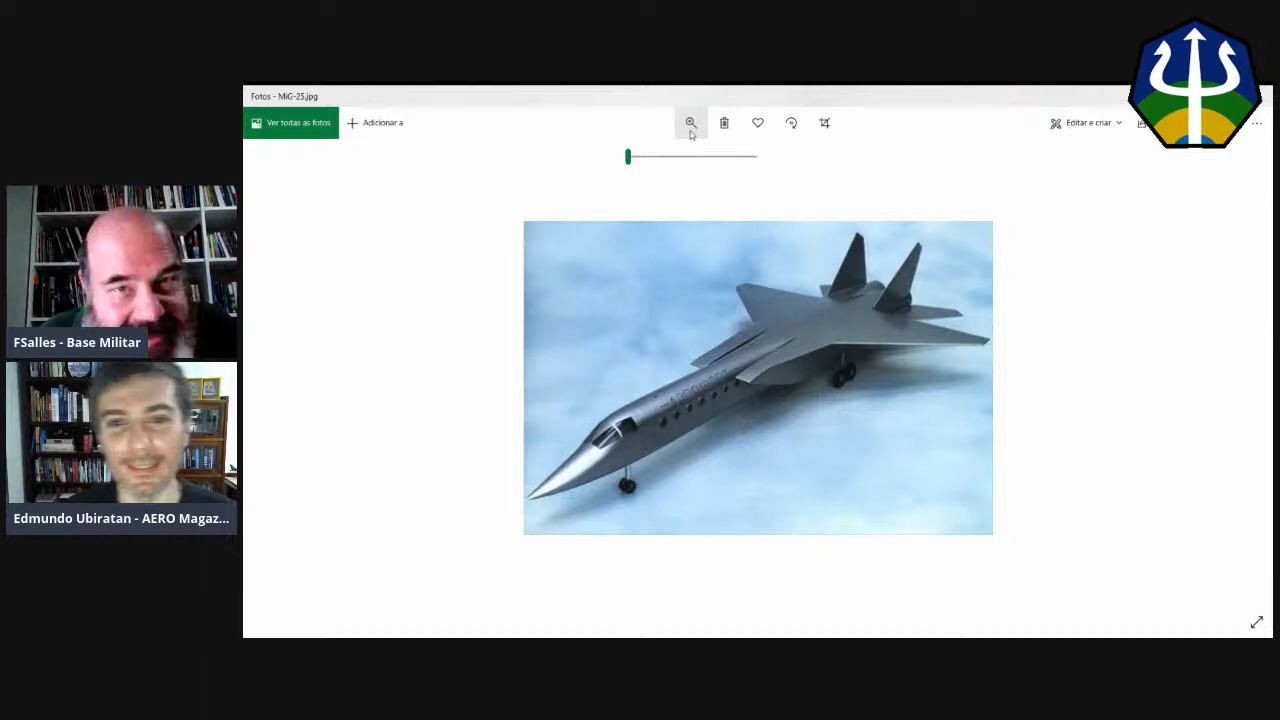 Fotos - MiG-25.jpg
Ver todas as fotos
Adicionar a
Editar e criar
FSalles - Base Militar
Edmundo Ubiratan - AERO Magaz...